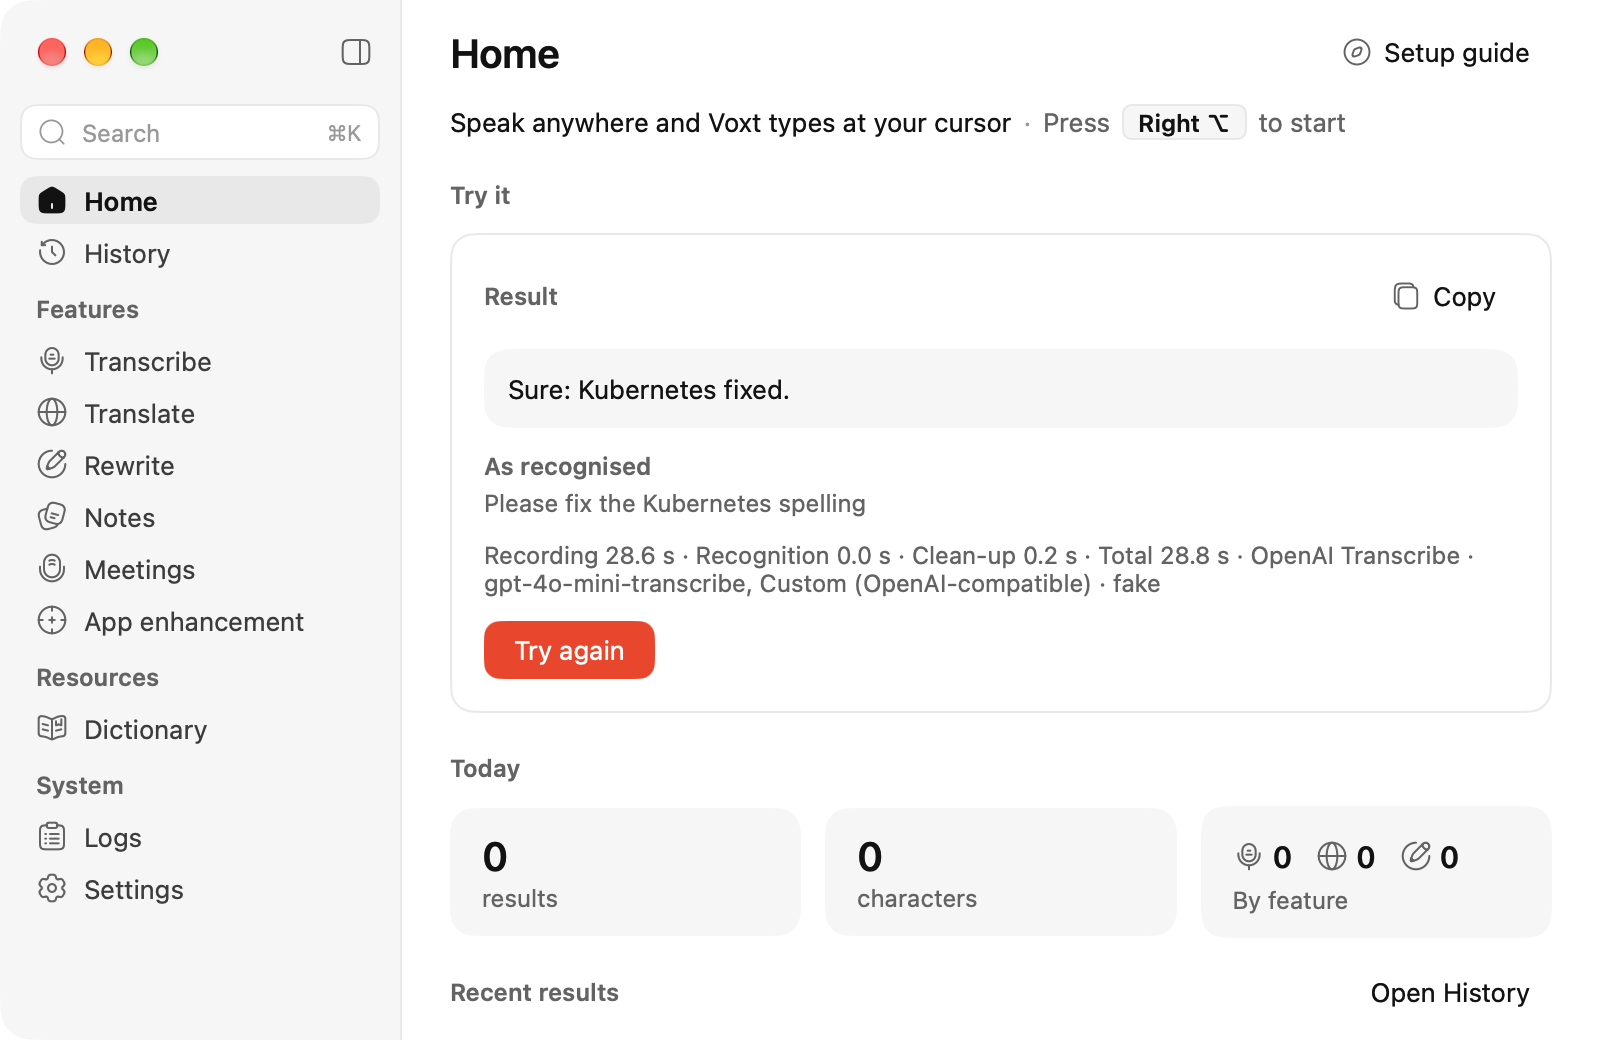 Search ⌘K
Home
History
Features
Transcribe
Translate
Rewrite
Notes
Meetings
App enhancement
Resources
Dictionary
System
Logs
Settings
Home
Setup guide
Speak anywhere and Voxt types at your cursor · Press Right ⌥ to start
Try it
Result
Copy
Sure: Kubernetes fixed.
As recognised
Please fix the Kubernetes spelling
Recording 28.6 s · Recognition 0.0 s · Clean-up 0.2 s · Total 28.8 s · OpenAI Transcribe ·
gpt-4o-mini-transcribe, Custom (OpenAI-compatible) · fake
Try again
Today
0
results
0
characters
0 0 0
By feature
Recent results
Open History